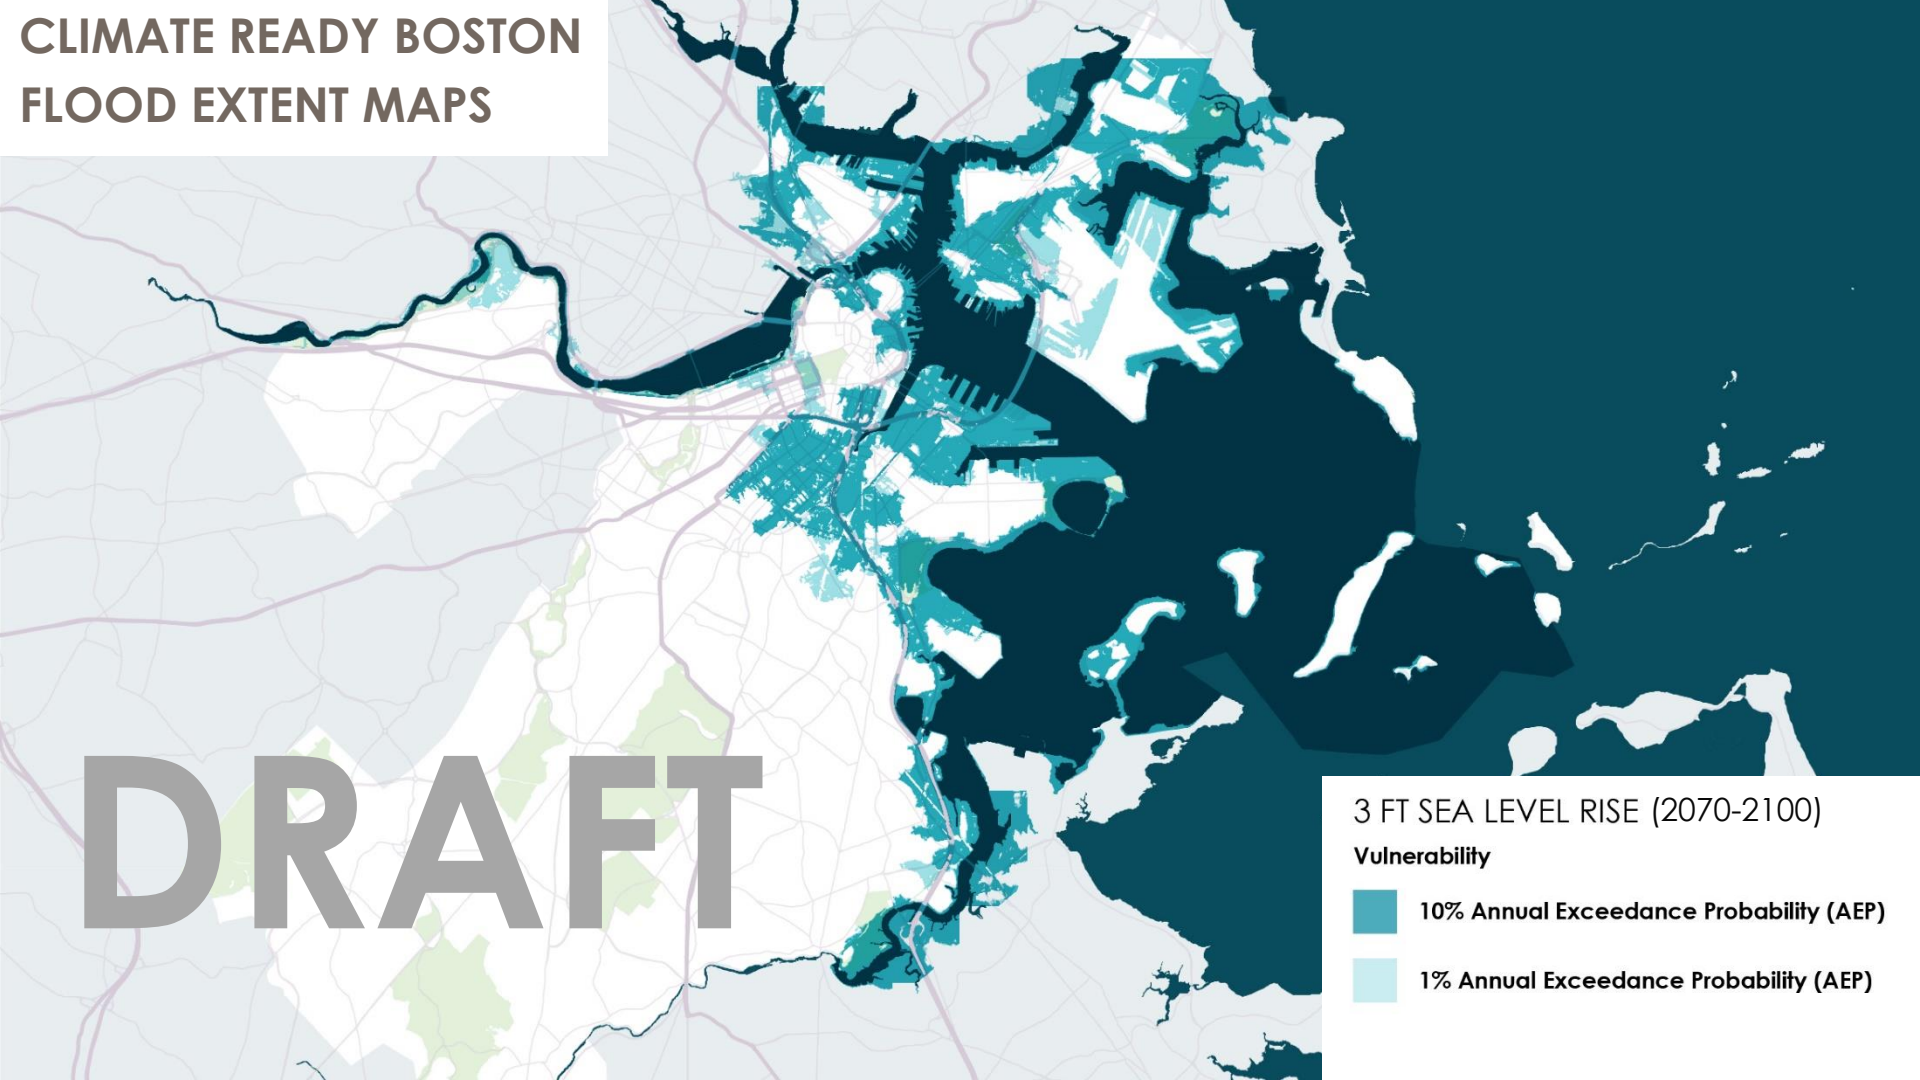 CLIMATE READY BOSTON
FLOOD EXTENT MAPS
DRAFT
3 FT SEA LEVEL RISE (2070-2100)
Vulnerability
10% Annual Exceedance Probability (AEP)
1% Annual Exceedance Probability (AEP)